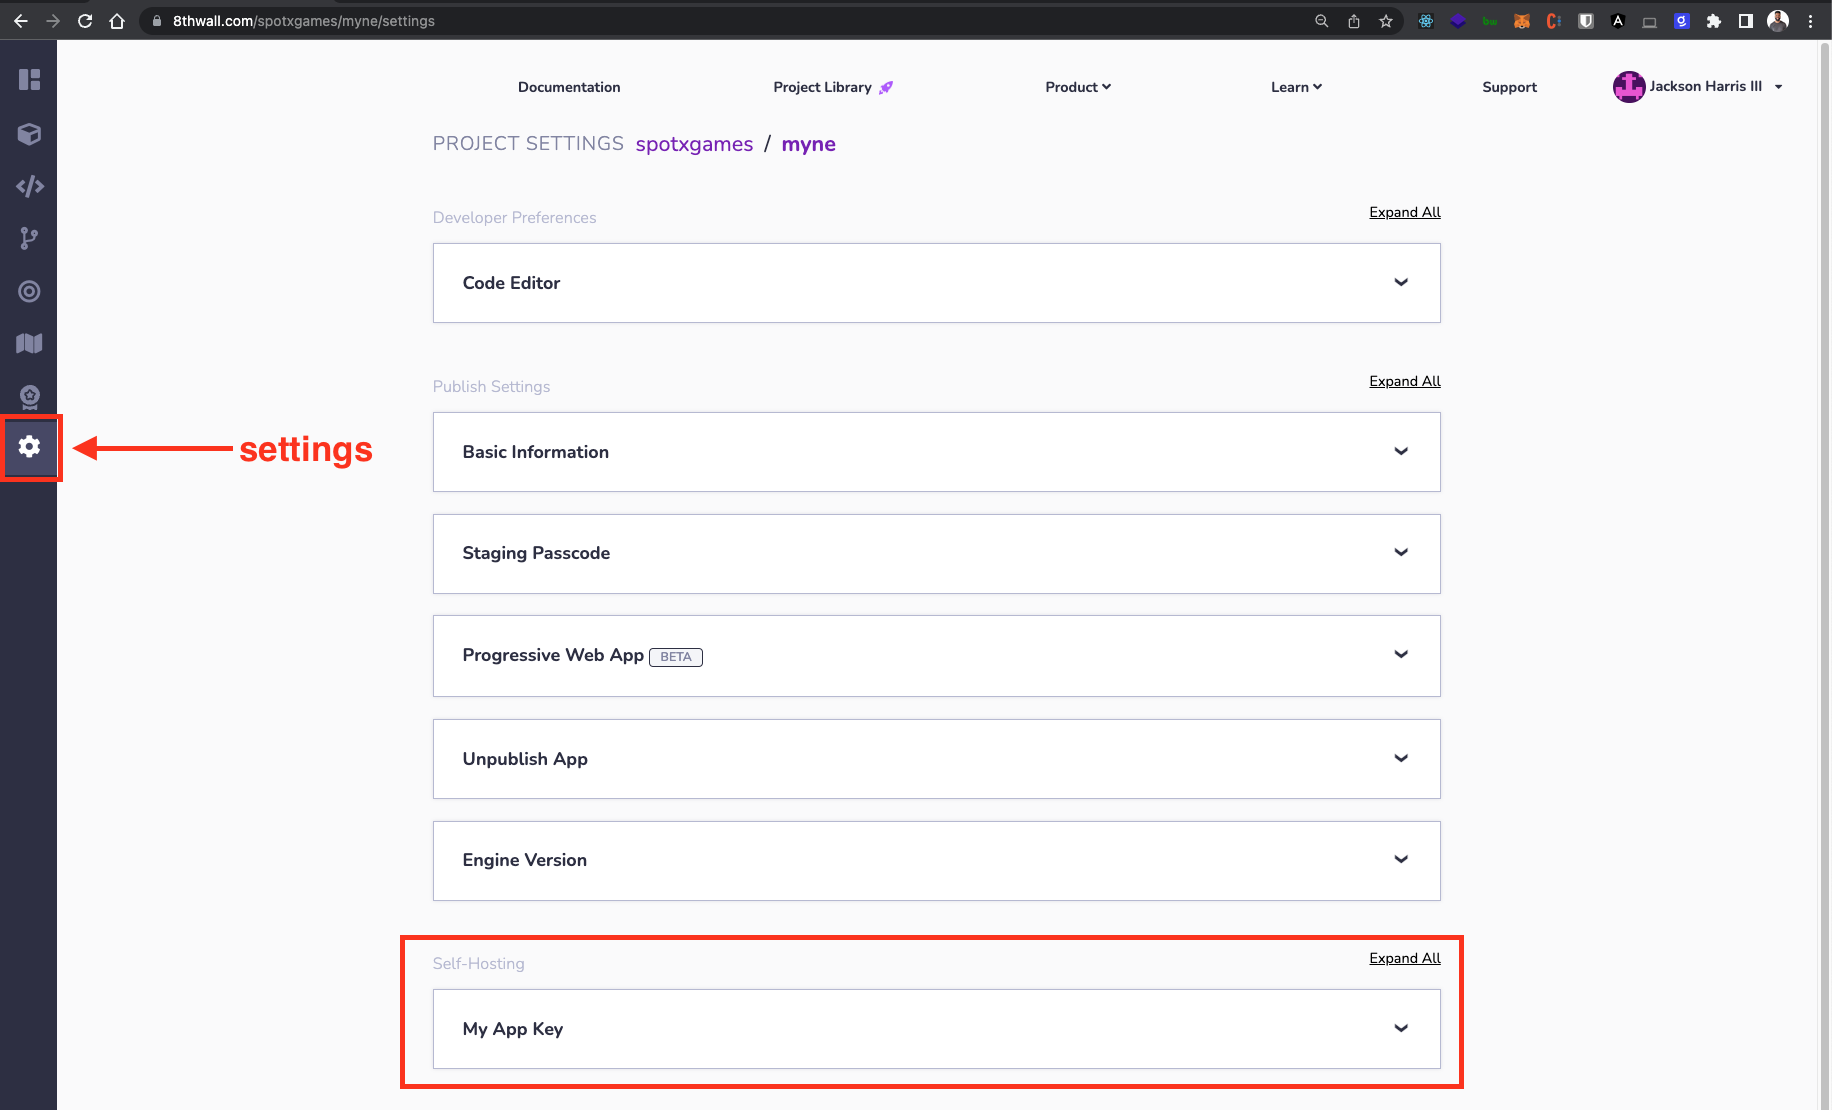 8thwall.com/spotxgames/myne/settings
Documentation
Project Library
Product
Learn
Support
Jackson Harris III
PROJECT SETTINGS spotxgames / myne
Developer Preferences
Expand All
Code Editor
Publish Settings
Expand All
settings
Basic Information
Staging Passcode
Progressive Web App BETA
Unpublish App
Engine Version
Self-Hosting
Expand All
My App Key